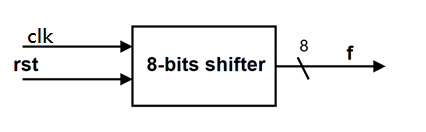 clk
rst
8-bits shifter
8
f